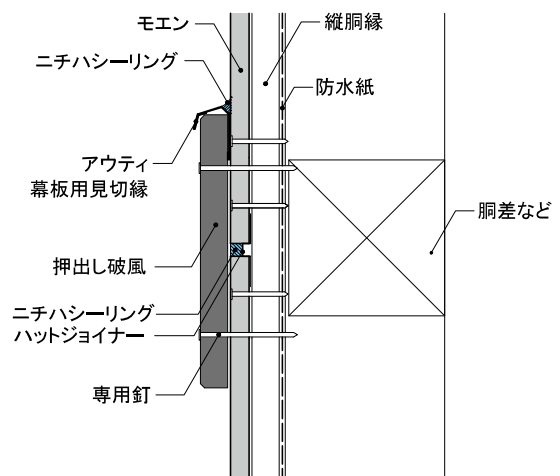 モエン
縦胴縁
ニチハシーリング
防水紙
アウティ
幕板用見切縁
胴差など
押出し破風
ニチハシーリング
ハットジョイナー
専用釘